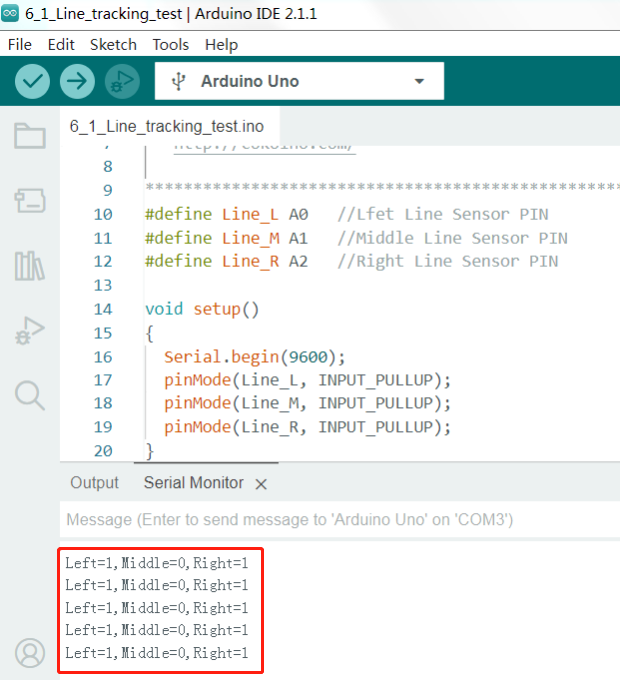 6_1_Line_tracking_test | Arduino IDE 2.1.1
File Edit Sketch Tools Help
Arduino Uno
6_1_Line_tracking_test.ino
7 http://cokoino.com/
8
9 ****************************************************
10 #define Line_L A0 //Lfet Line Sensor PIN
11 #define Line_M A1 //Middle Line Sensor PIN
12 #define Line_R A2 //Right Line Sensor PIN
13
14 void setup()
15 {
16 Serial.begin(9600);
17 pinMode(Line_L, INPUT_PULLUP);
18 pinMode(Line_M, INPUT_PULLUP);
19 pinMode(Line_R, INPUT_PULLUP);
20 }
Output Serial Monitor
Message (Enter to send message to 'Arduino Uno' on 'COM3')
Left=1,Middle=0,Right=1
Left=1,Middle=0,Right=1
Left=1,Middle=0,Right=1
Left=1,Middle=0,Right=1
Left=1,Middle=0,Right=1